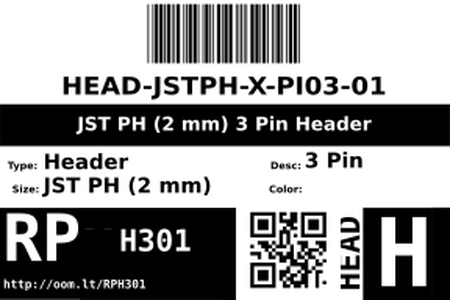 HEAD-JSTPH-X-PI03-01
JST PH (2 mm) 3 Pin Header
Type: Header
Desc: 3 Pin
Size: JST PH (2 mm)
Color:
RP H301
HEAD
H
http://oom.lt/RPH301